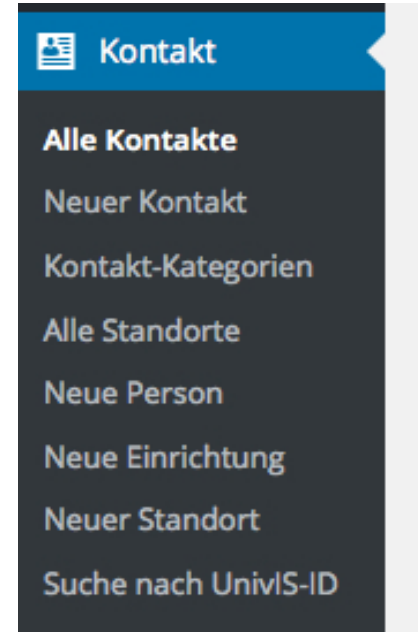 Kontakt
Alle Kontakte
Neuer Kontakt
Kontakt-Kategorien
Alle Standorte
Neue Person
Neue Einrichtung
Neuer Standort
Suche nach UnivIS-ID